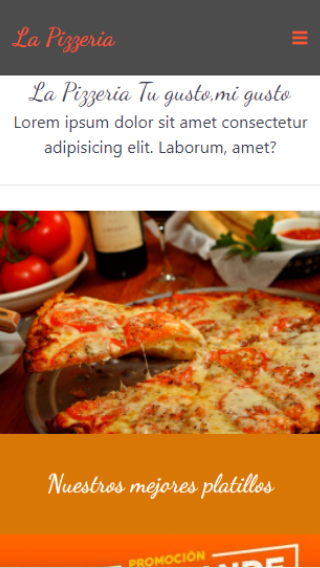 La Pizzeria
La Pizzeria Tu gusto,mi gusto
Lorem ipsum dolor sit amet consectetur
adipisicing elit. Laborum, amet?
Nuestros mejores platillos
PROMOCIÓN